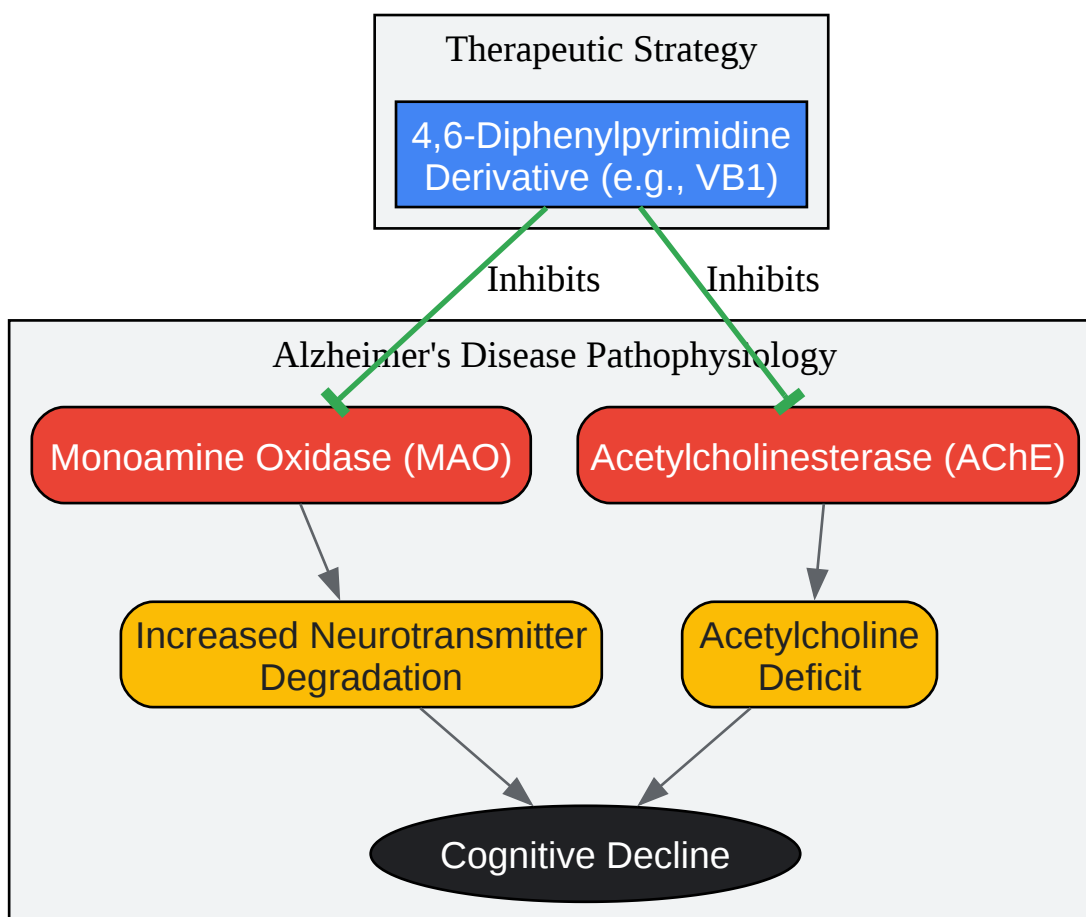 Therapeutic Strategy
4,6-Diphenylpyrimidine
Derivative (e.g., VB1)
Inhibits
Inhibits
Alzheimer's Disease Pathophysiology
Monoamine Oxidase (MAO)
Acetylcholinesterase (AChE)
Increased Neurotransmitter
Degradation
Acetylcholine
Deficit
Cognitive Decline